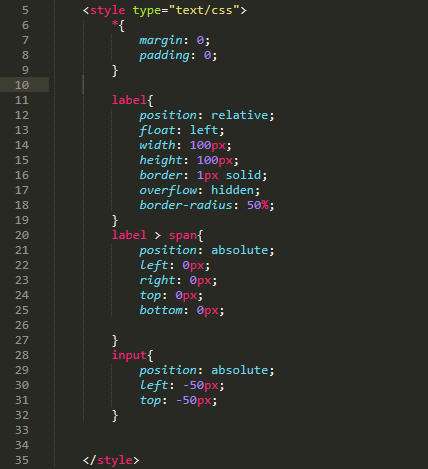 5 <style type="text/css">
6 *{
7 margin: 0;
8 padding: 0;
9 }
10
11 label{
12 position: relative;
13 float: left;
14 width: 100px;
15 height: 100px;
16 border: 1px solid;
17 overflow: hidden;
18 border-radius: 50%;
19 }
20 label > span{
21 position: absolute;
22 left: 0px;
23 right: 0px;
24 top: 0px;
25 bottom: 0px;
26
27 }
28 input{
29 position: absolute;
30 left: -50px;
31 top: -50px;
32 }
33
34
35 </style>